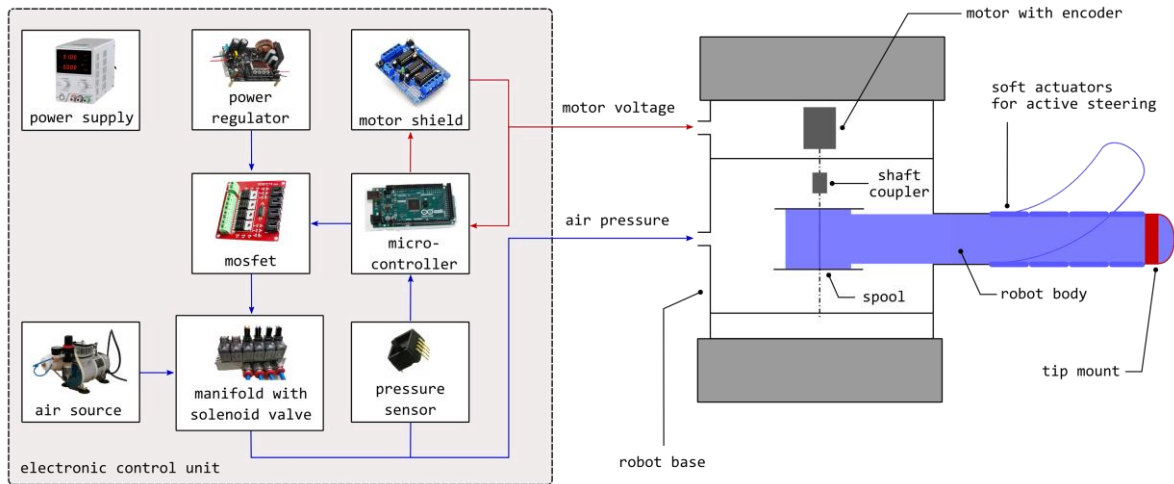 power supply
power
regulator
motor shield
mosfet
micro-
controller
air source
manifold with
solenoid valve
pressure
sensor
electronic control unit
motor voltage
air pressure
motor with encoder
soft actuators
for active steering
shaft
coupler
spool
robot body
tip mount
robot base